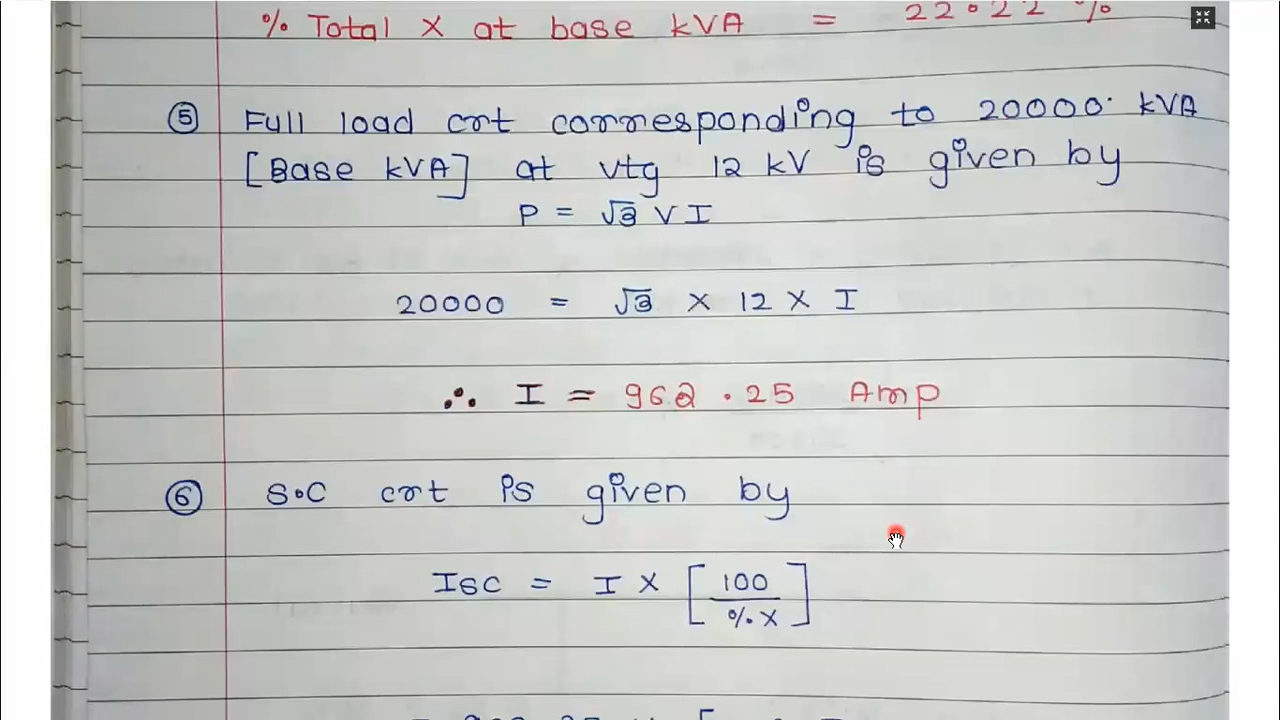 % Total X at base kVA = 22.22 %
⑤ Full load crt corresponding to 20000 kVA
[Base kVA] at vtg 12 kV is given by
P = √3 V I
20000 = √3 X 12 X I
∴ I = 962.25 Amp
⑥ S.C crt is given by
ISC = I X [100 / %X]